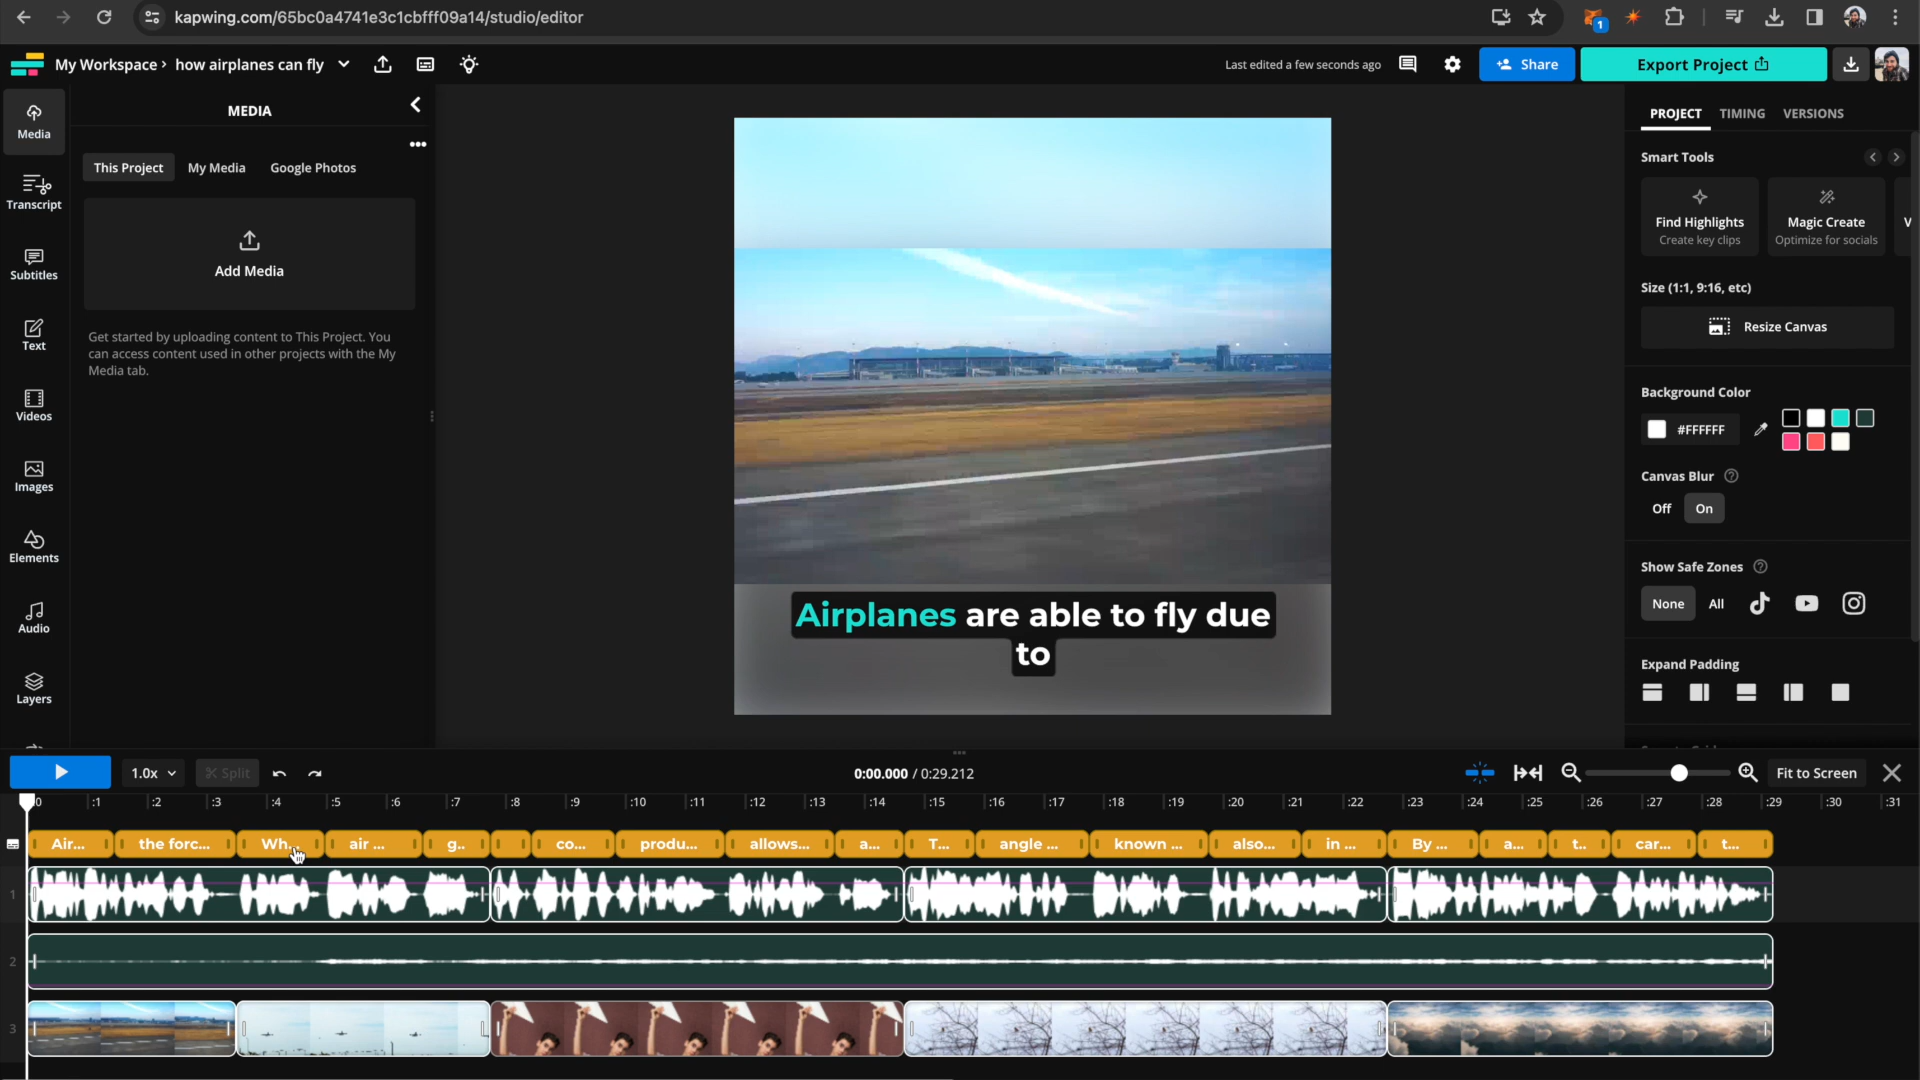 kapwing.com/65bc0a4741e3c1cbfff09a14/studio/editor
1
My Workspace › how airplanes can fly
Last edited a few seconds ago
Share
Export Project
Media
Transcript
Subtitles
Text
Videos
Images
Elements
Audio
Layers
MEDIA
This Project
My Media
Google Photos
Add Media
Get started by uploading content to This Project. You
can access content used in other projects with the My
Media tab.
Airplanes are able to fly due
to
PROJECT TIMING VERSIONS
Smart Tools
Find Highlights
Create key clips
Magic Create
Optimize for socials
V
Size (1:1, 9:16, etc)
Resize Canvas
Background Color
#FFFFFF
Canvas Blur
Off On
Show Safe Zones
None All
Expand Padding
1.0x
Split
0:00.000 / 0:29.212
Fit to Screen
0 :1 :2 :3 :4 :5 :6 :7 :8 :9 :10 :11 :12 :13 :14 :15 :16 :17 :18 :19 :20 :21 :22 :23 :24 :25 :26 :27 :28 :29 :30 :31
Air... the forc... Wh... air ... g.. co... produ... allows... a... T... angle ... known ... also... in ... By ... a... t.. car... t...
1
2
3